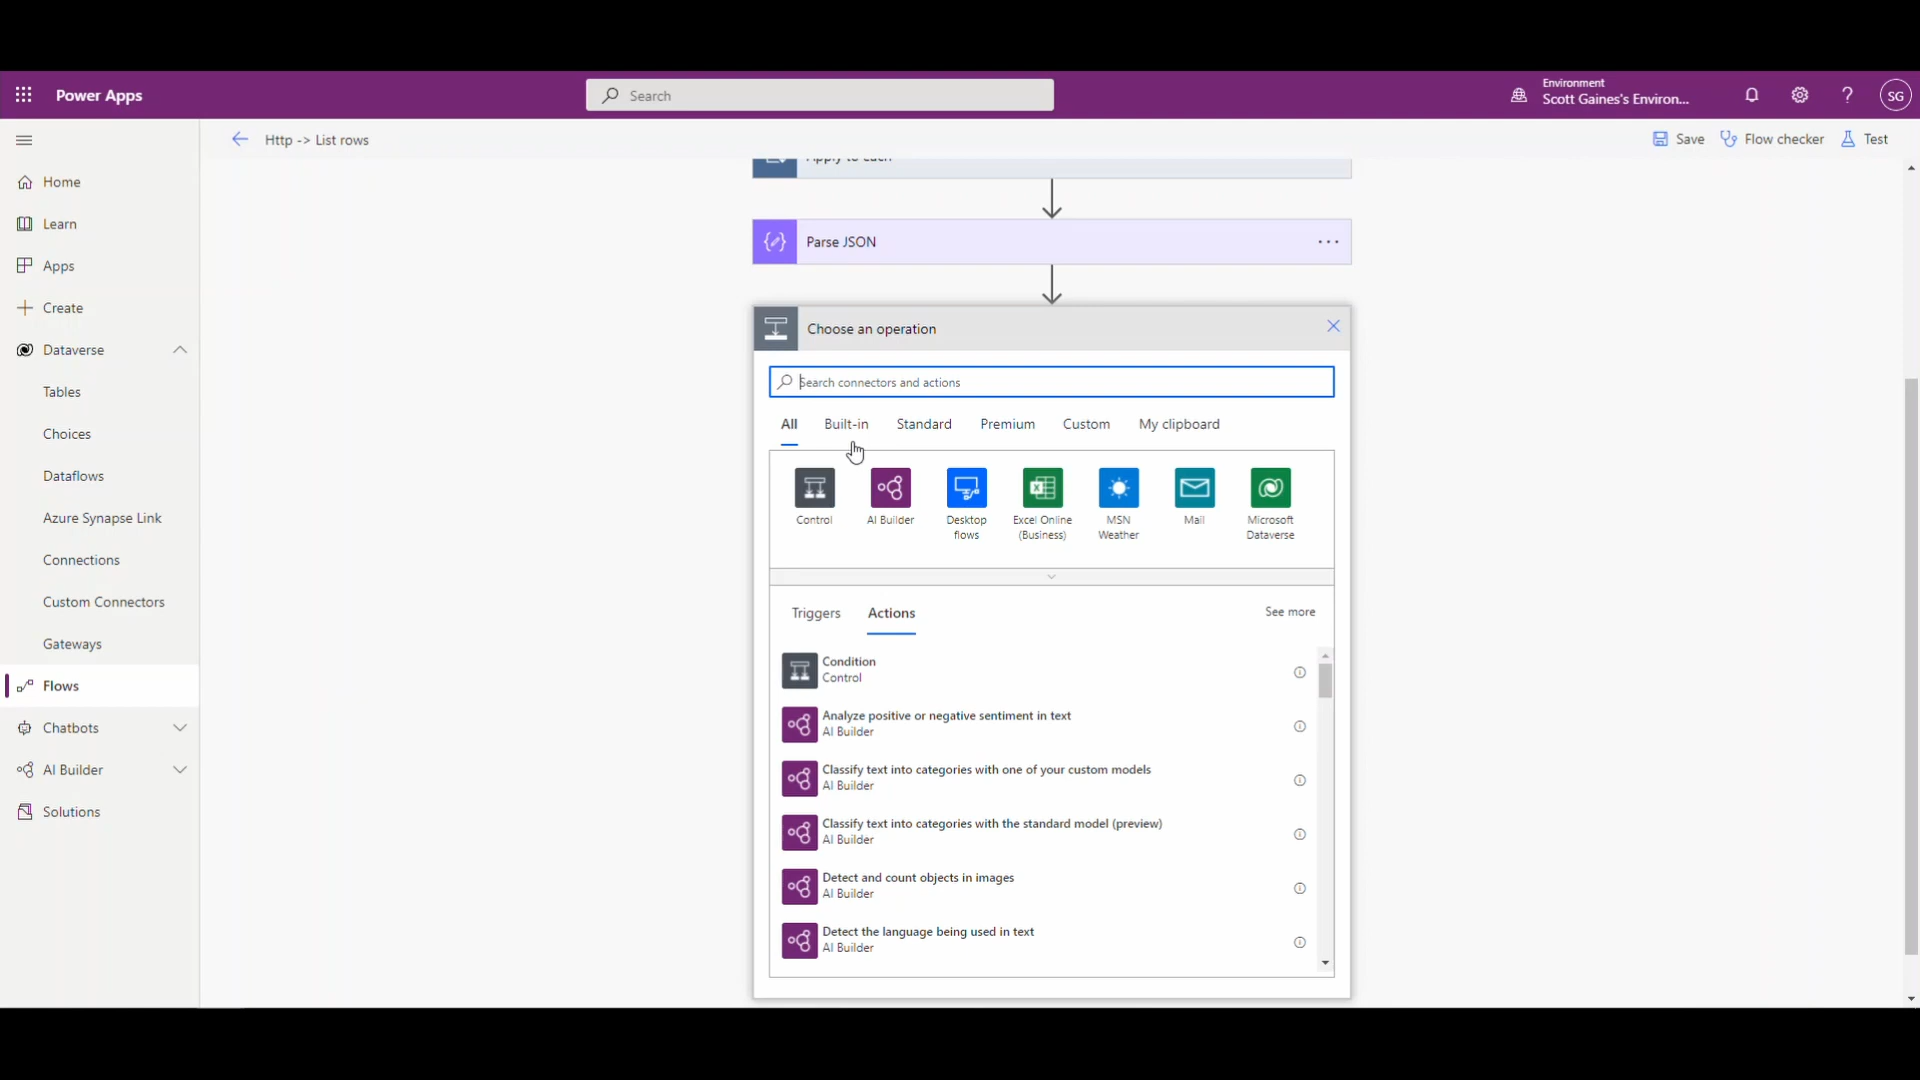 Power Apps
Search
Environment
Scott Gaines's Environ...
SG
Http -> List rows
Save
Flow checker
Test
Home
Learn
Apps
Create
Dataverse
Tables
Choices
Dataflows
Azure Synapse Link
Connections
Custom Connectors
Gateways
Flows
Chatbots
AI Builder
Solutions
Apply to each
Parse JSON
Choose an operation
Search connectors and actions
All
Built-in
Standard
Premium
Custom
My clipboard
Control
AI Builder
Desktop
flows
Excel Online
(Business)
MSN
Weather
Mail
Microsoft
Dataverse
Triggers
Actions
See more
Condition
Control
Analyze positive or negative sentiment in text
AI Builder
Classify text into categories with one of your custom models
AI Builder
Classify text into categories with the standard model (preview)
AI Builder
Detect and count objects in images
AI Builder
Detect the language being used in text
AI Builder